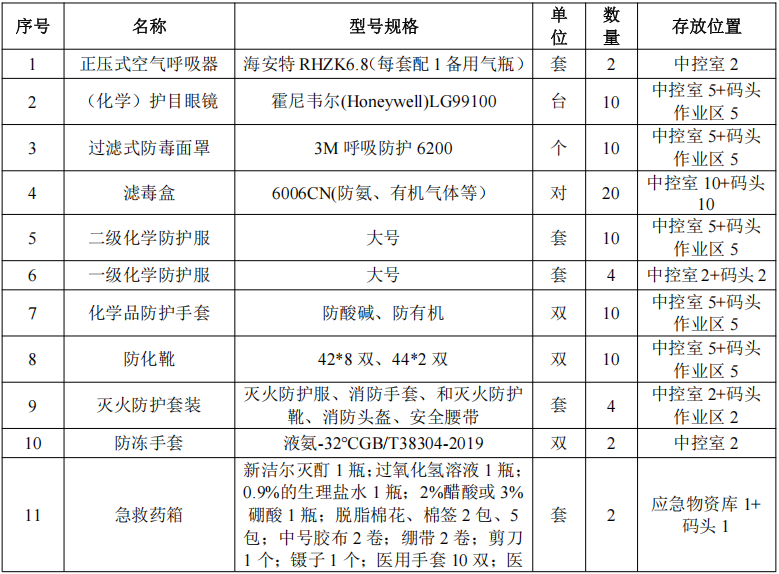 序号 名称 型号规格 单位 数量 存放位置
1 正压式空气呼吸器 海安特 RHZK6.8（每套配 1 备用气瓶） 套 2 中控室 2
2 （化学）护目眼镜 霍尼韦尔(Honeywell)LG99100 台 10 中控室 5+码头
作业区 5
3 过滤式防毒面罩 3M 呼吸防护 6200 个 10 中控室 5+码头
作业区 5
4 滤毒盒 6006CN(防氨、有机气体等） 对 20 中控室 10+码头
10
5 二级化学防护服 大号 套 10 中控室 5+码头
作业区 5
6 一级化学防护服 大号 套 4 中控室 2+码头 2
7 化学品防护手套 防酸碱、防有机 双 10 中控室 5+码头
作业区 5
8 防化靴 42*8 双、44*2 双 双 10 中控室 5+码头
作业区 5
9 灭火防护套装 灭火防护服、消防手套、和灭火防护
靴、消防头盔、安全腰带 套 4 中控室 2+码头
作业区 2
10 防冻手套 液氨-32℃GB/T38304-2019 双 2 中控室 2
11 急救药箱 新洁尔灭酊 1 瓶；过氧化氢溶液 1 瓶；
0.9%的生理盐水 1 瓶；2%醋酸或 3%
硼酸 1 瓶；脱脂棉花、棉签 2 包、5
包；中号胶布 2 卷；绷带 2 卷；剪刀
1 个；镊子 1 个；医用手套 10 双；医 套 2 应急物资库 1+
码头 1